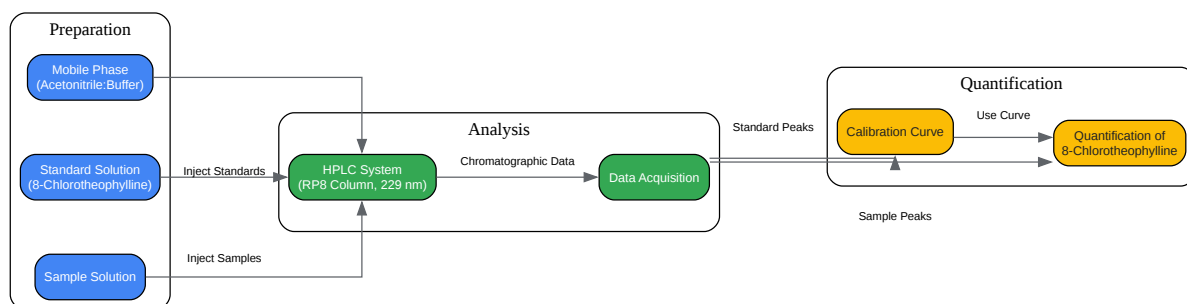 Preparation
Mobile Phase
(Acetonitrile:Buffer)
Standard Solution
(8-Chlorotheophylline)
Sample Solution
Inject Standards
Inject Samples
Analysis
HPLC System
(RP8 Column, 229 nm)
Chromatographic Data
Data Acquisition
Standard Peaks
Sample Peaks
Quantification
Calibration Curve
Use Curve
Quantification of
8-Chlorotheophylline